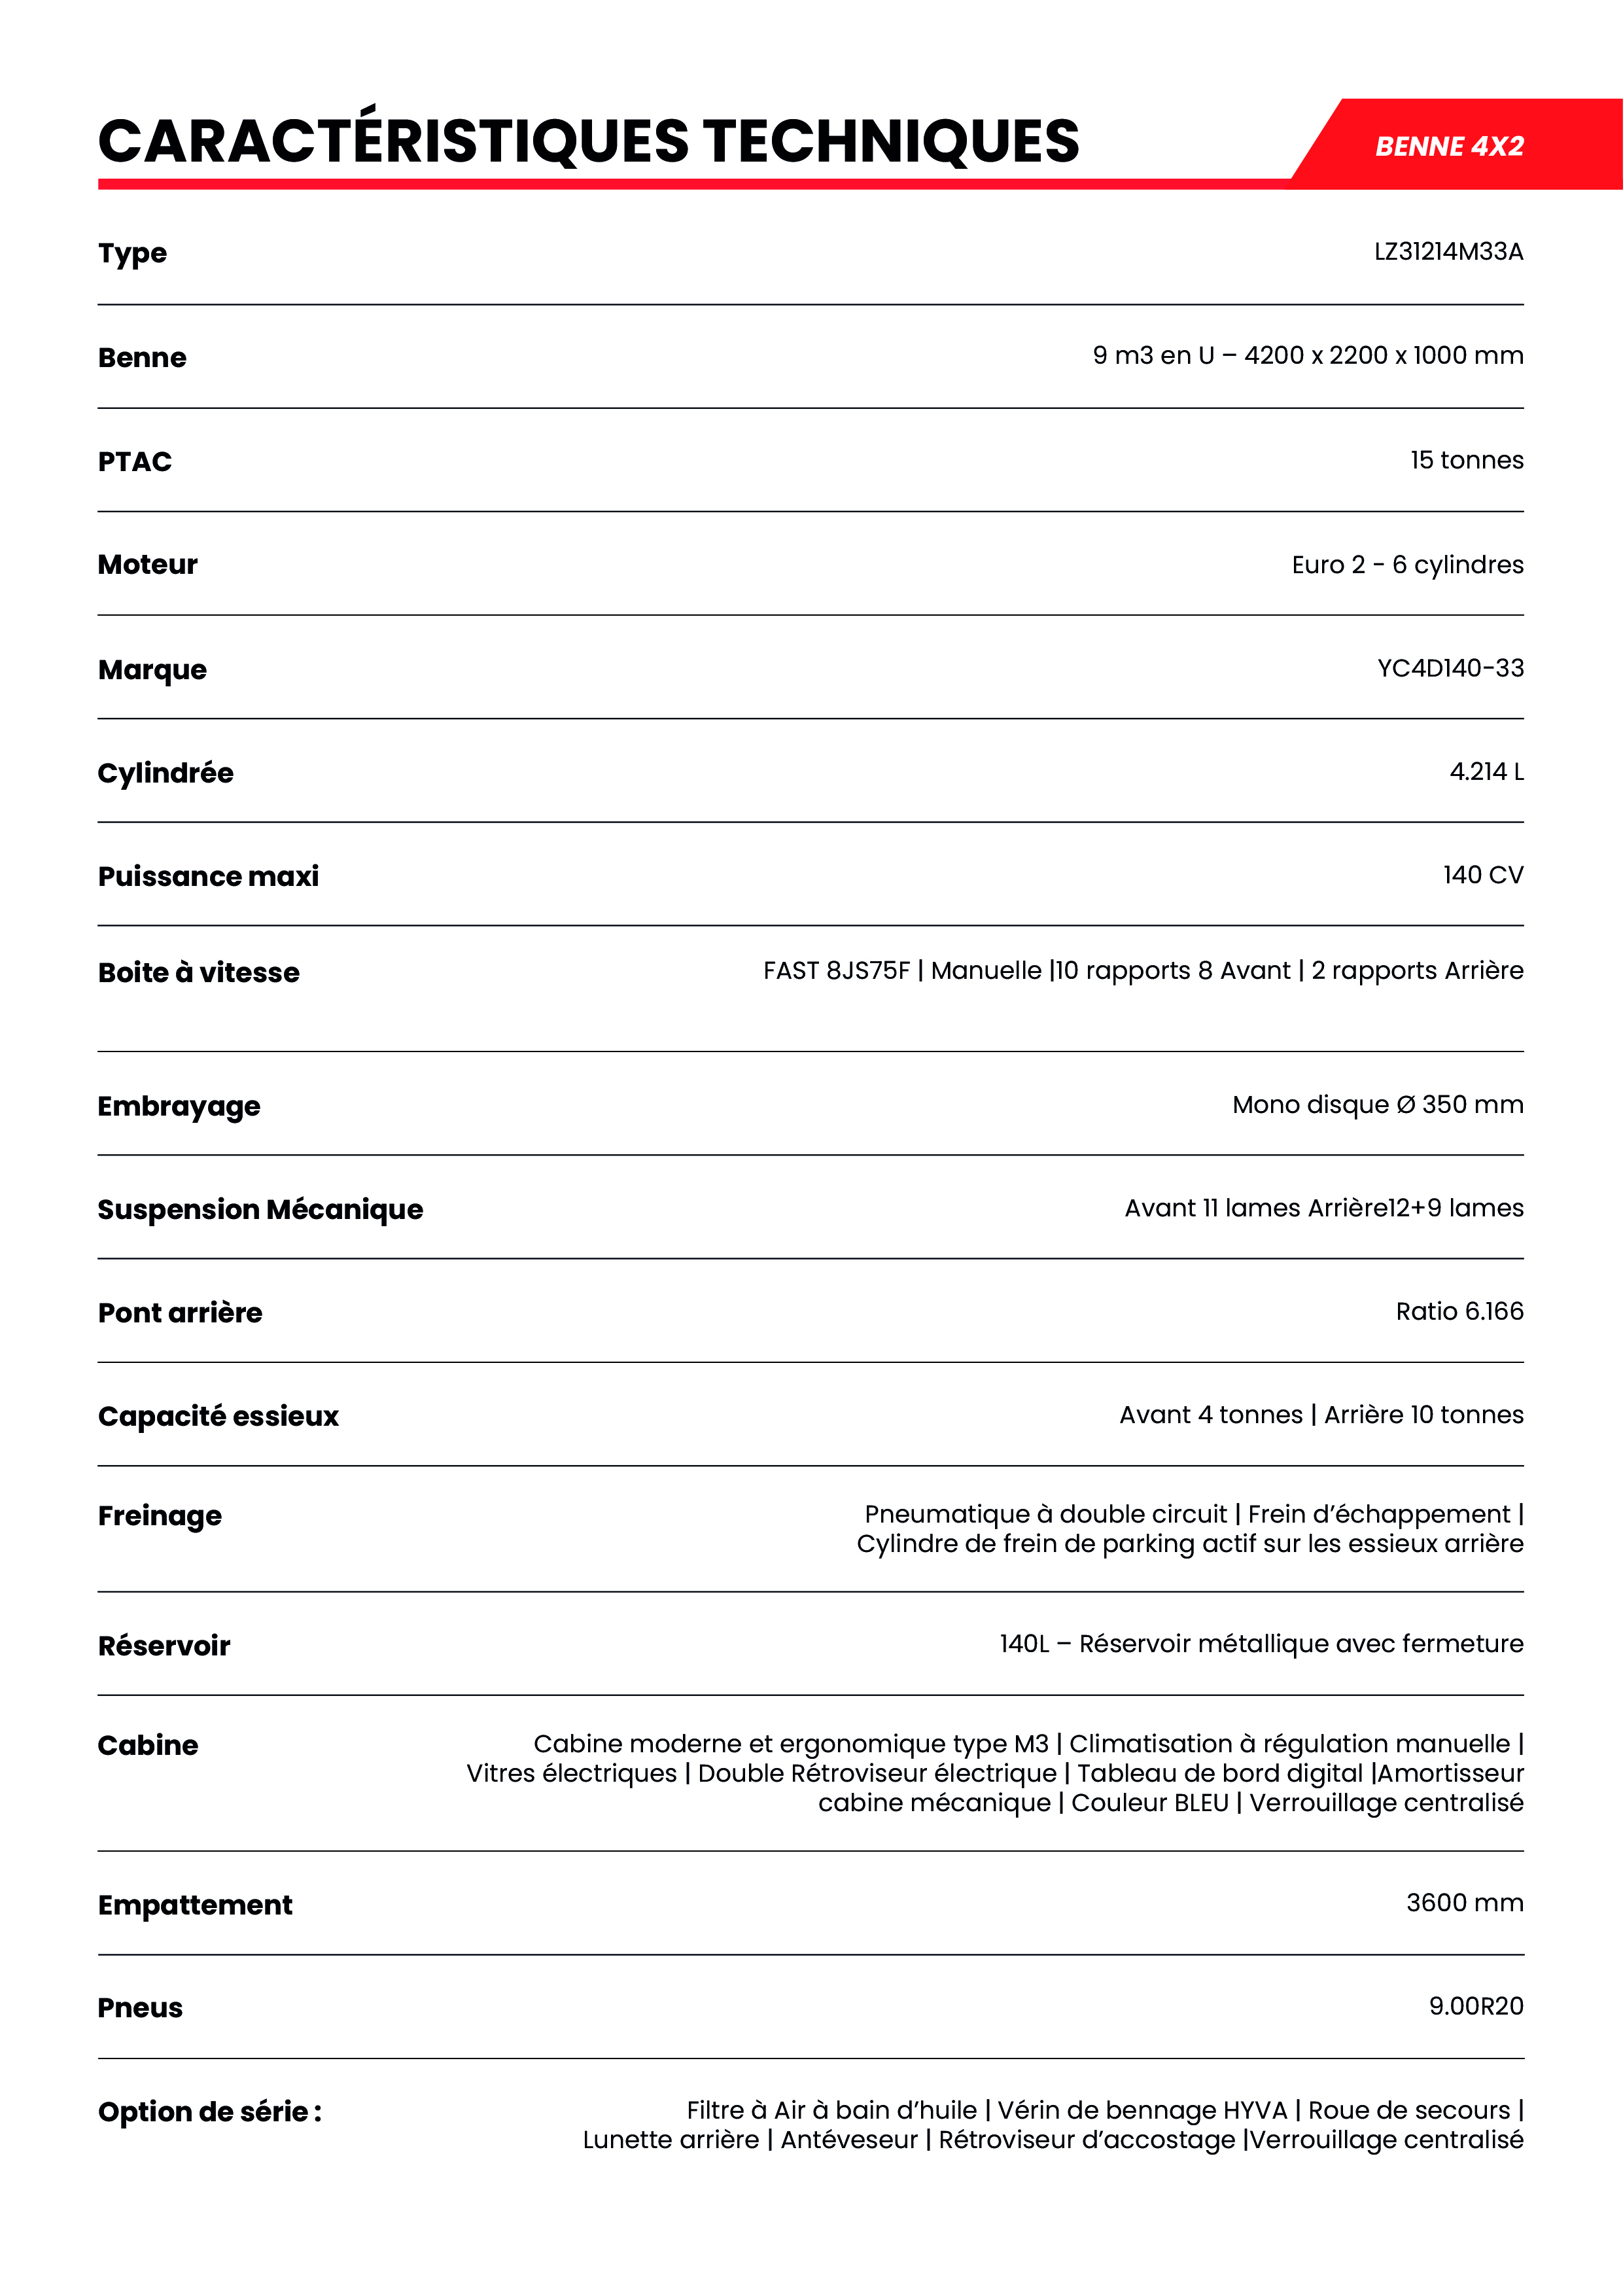 CARACTÉRISTIQUES TECHNIQUES
BENNE 4X2
Type
LZ31214M33A
Benne
9 m3 en U – 4200 x 2200 x 1000 mm
PTAC
15 tonnes
Moteur
Euro 2 - 6 cylindres
Marque
YC4D140-33
Cylindrée
4.214 L
Puissance maxi
140 CV
Boite à vitesse
FAST 8JS75F | Manuelle |10 rapports 8 Avant | 2 rapports Arrière
Embrayage
Mono disque Ø 350 mm
Suspension Mécanique
Avant 11 lames Arrière12+9 lames
Pont arrière
Ratio 6.166
Capacité essieux
Avant 4 tonnes | Arrière 10 tonnes
Freinage
Pneumatique à double circuit | Frein d’échappement |
Cylindre de frein de parking actif sur les essieux arrière
Réservoir
140L – Réservoir métallique avec fermeture
Cabine
Cabine moderne et ergonomique type M3 | Climatisation à régulation manuelle |
Vitres électriques | Double Rétroviseur électrique | Tableau de bord digital |Amortisseur
cabine mécanique | Couleur BLEU | Verrouillage centralisé
Empattement
3600 mm
Pneus
9.00R20
Option de série :
Filtre à Air à bain d’huile | Vérin de bennage HYVA | Roue de secours |
Lunette arrière | Antéveseur | Rétroviseur d’accostage |Verrouillage centralisé